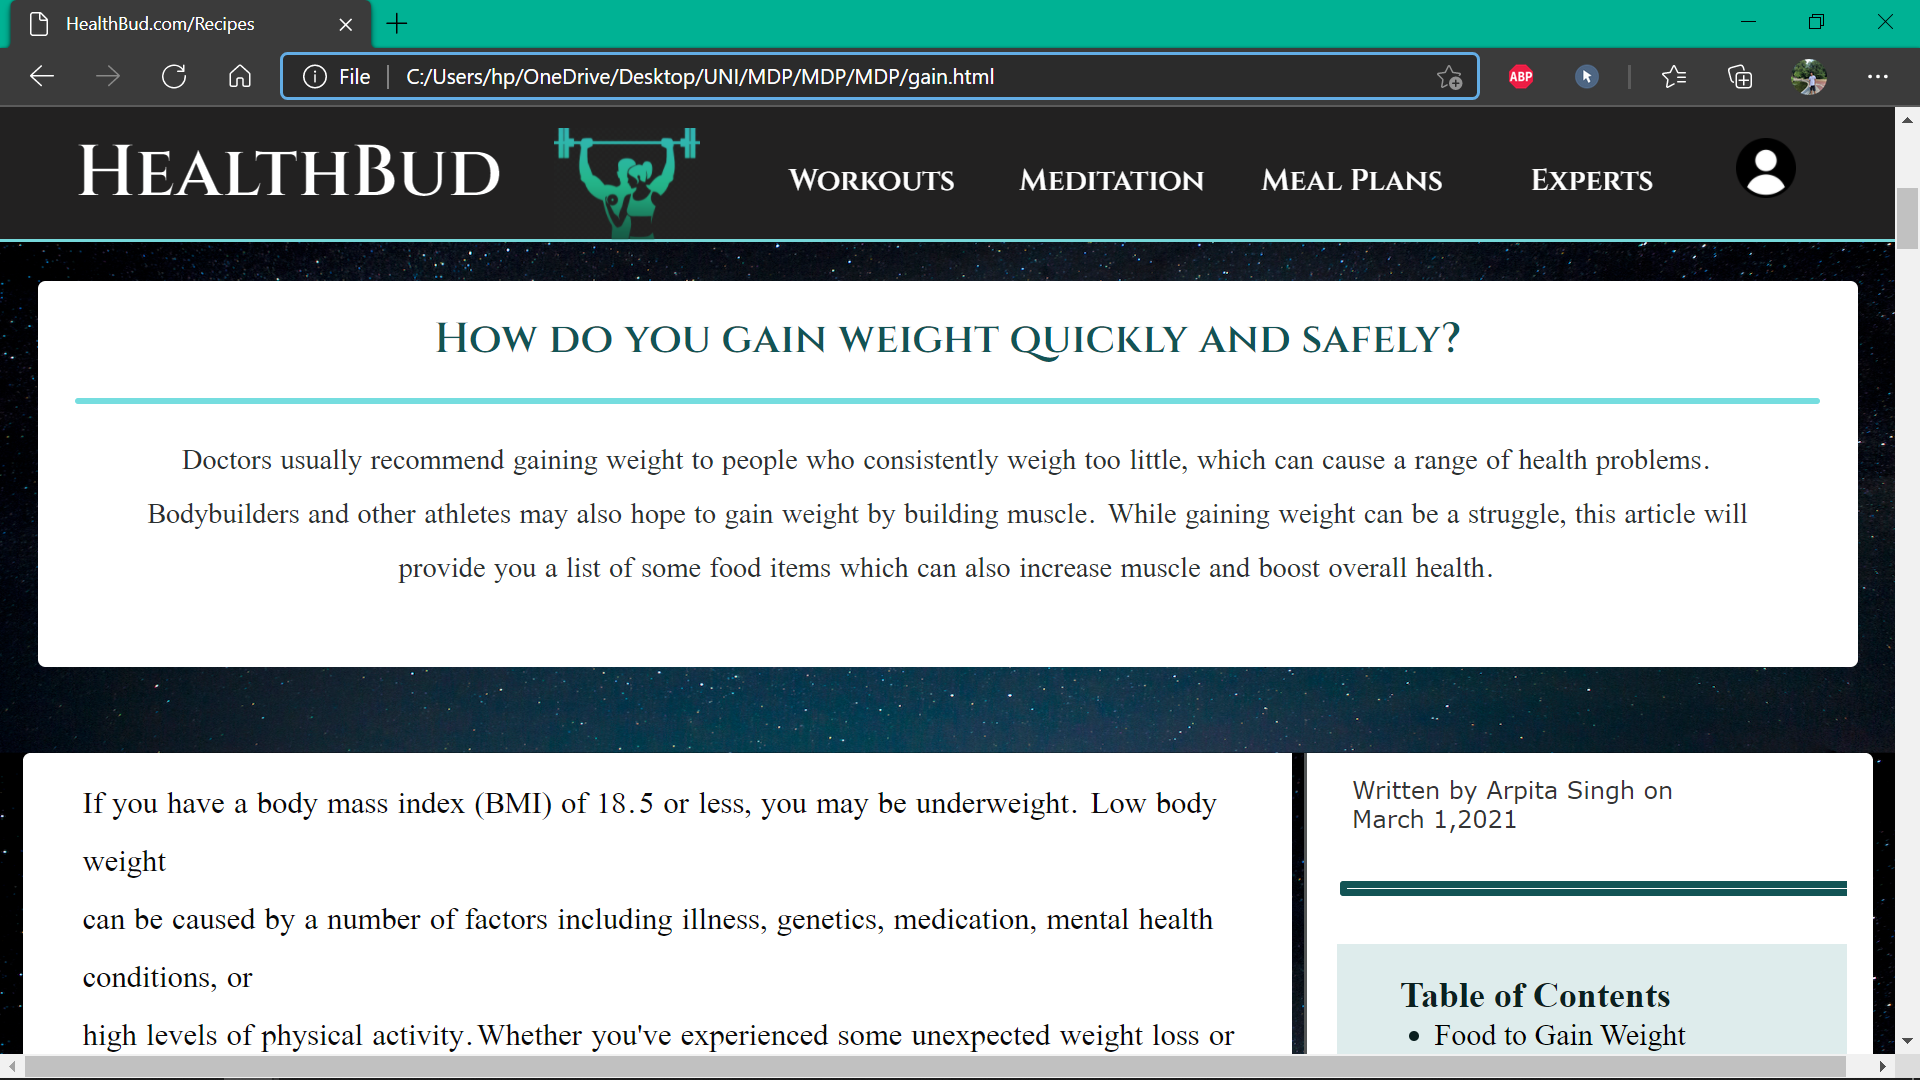 HealthBud.com/Recipes
File
C:/Users/hp/OneDrive/Desktop/UNI/MDP/MDP/MDP/gain.html
ABP
HealthBud
Workouts
Meditation
Meal Plans
Experts
How do you gain weight quickly and safely?
Doctors usually recommend gaining weight to people who consistently weigh too little, which can cause a range of health problems.
Bodybuilders and other athletes may also hope to gain weight by building muscle. While gaining weight can be a struggle, this article will
provide you a list of some food items which can also increase muscle and boost overall health.
If you have a body mass index (BMI) of 18.5 or less, you may be underweight. Low body
weight
can be caused by a number of factors including illness, genetics, medication, mental health
conditions, or
high levels of physical activity. Whether you've experienced some unexpected weight loss or
Written by Arpita Singh on
March 1,2021
Table of Contents
• Food to Gain Weight